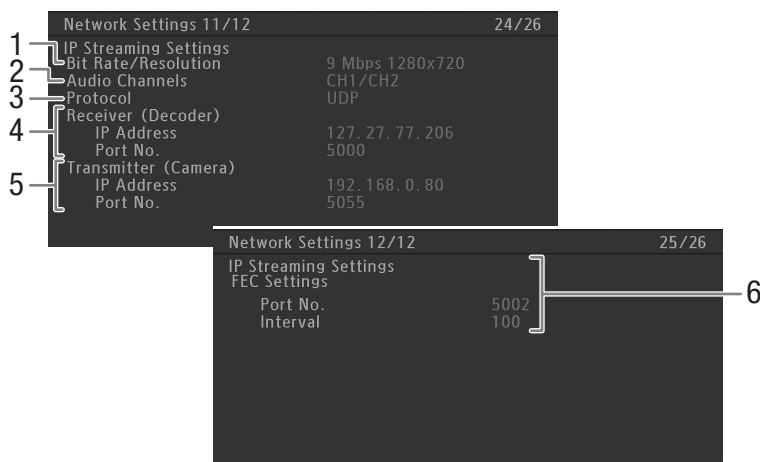 Network Settings 11/12 24/26
IP Streaming Settings
1 Bit Rate/Resolution 9 Mbps 1280x720
2 Audio Channels CH1/CH2
3 Protocol UDP
4 Receiver (Decoder)
IP Address 127.27.77.206
Port No. 5000
5 Transmitter (Camera)
IP Address 192.168.0.80
Port No. 5055
Network Settings 12/12 25/26
IP Streaming Settings
FEC Settings
6
Port No. 5002
Interval 100